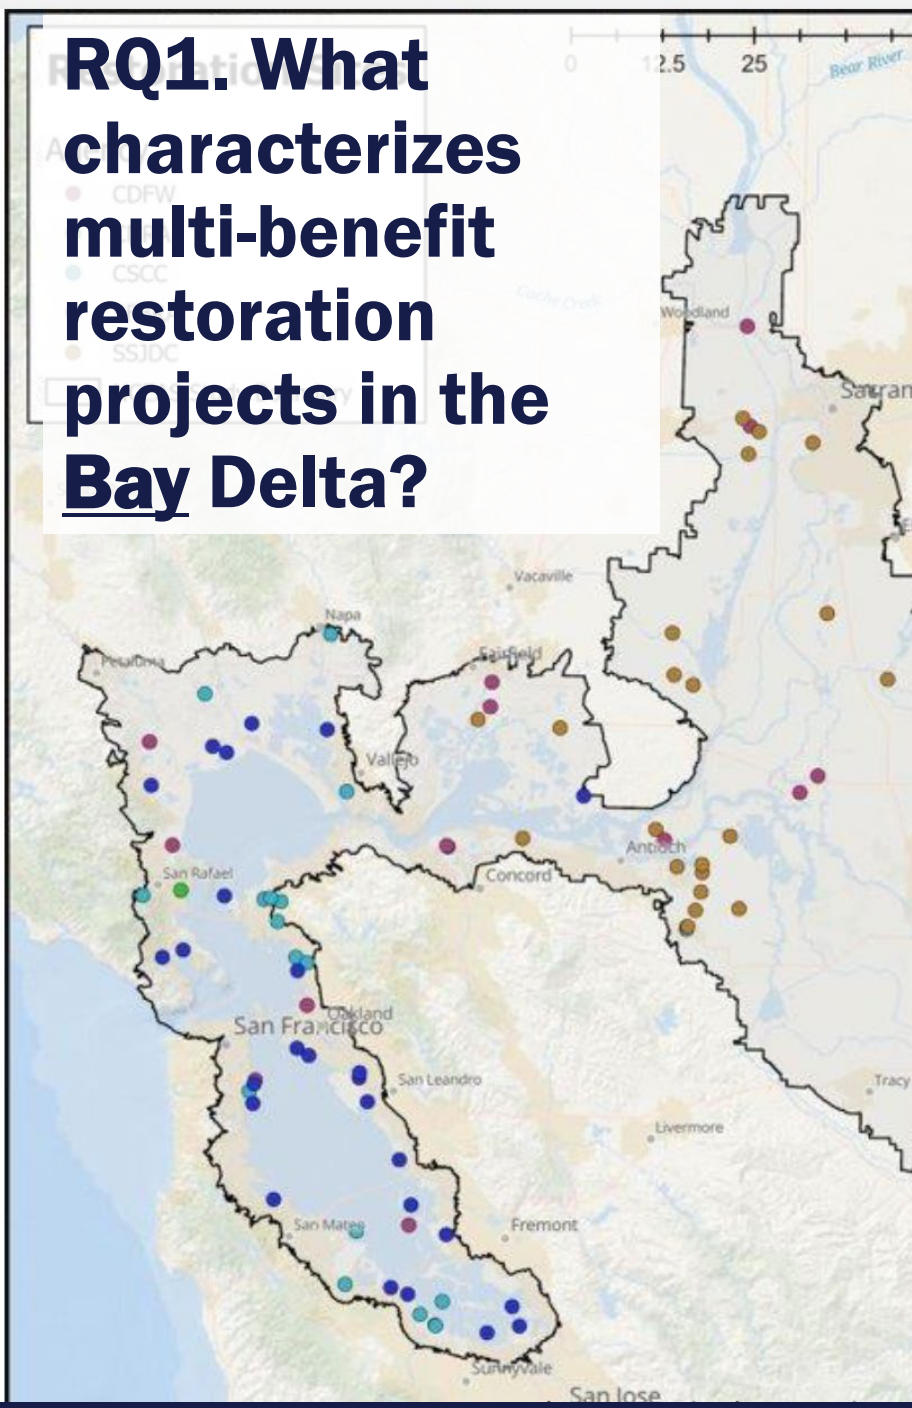 RQ1. What
characterizes
multi-benefit
restoration
projects in the
Bay Delta?
CDFW
CSCC
SSJDC
0 12.5 25
Bear River
Cache Creek
Woodland
Vacaville
Napa
Petaluma
Fairfield
Vallejo
Antioch
San Rafael
Concord
Oakland
San Francisco
San Leandro
Tracy
Livermore
San Mateo
Fremont
Sunnyvale
San Jose